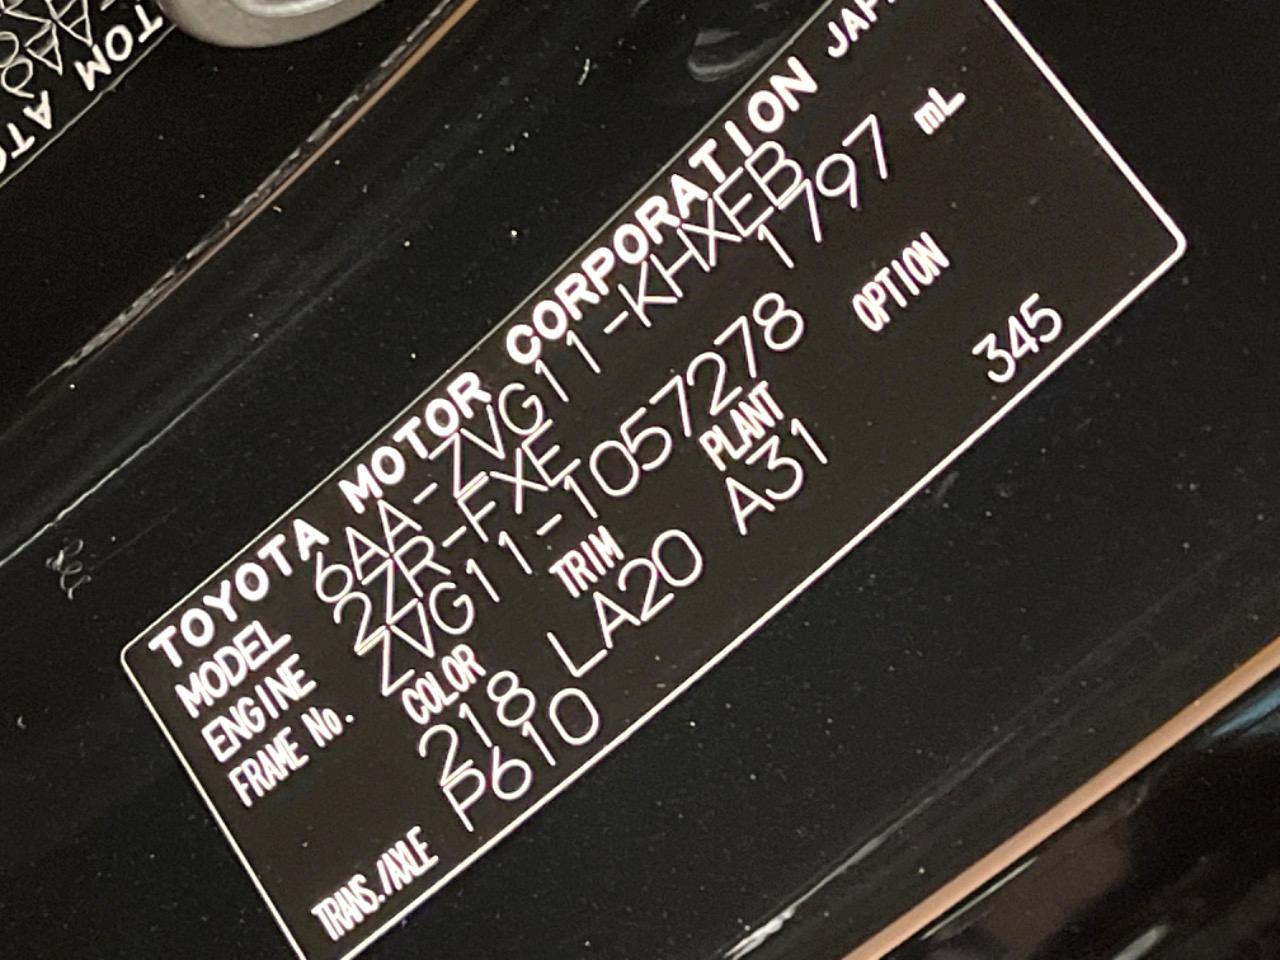 TOYOTA MOTOR CORPORATION JAPAN
MODEL 6AA-ZVG11-KHXEB
ENGINE 2ZR-FXE 1797 mL
FRAME No. ZVG11-1057278
COLOR TRIM PLANT OPTION
218 LA20 A31 345
TRANS./AXLE P610